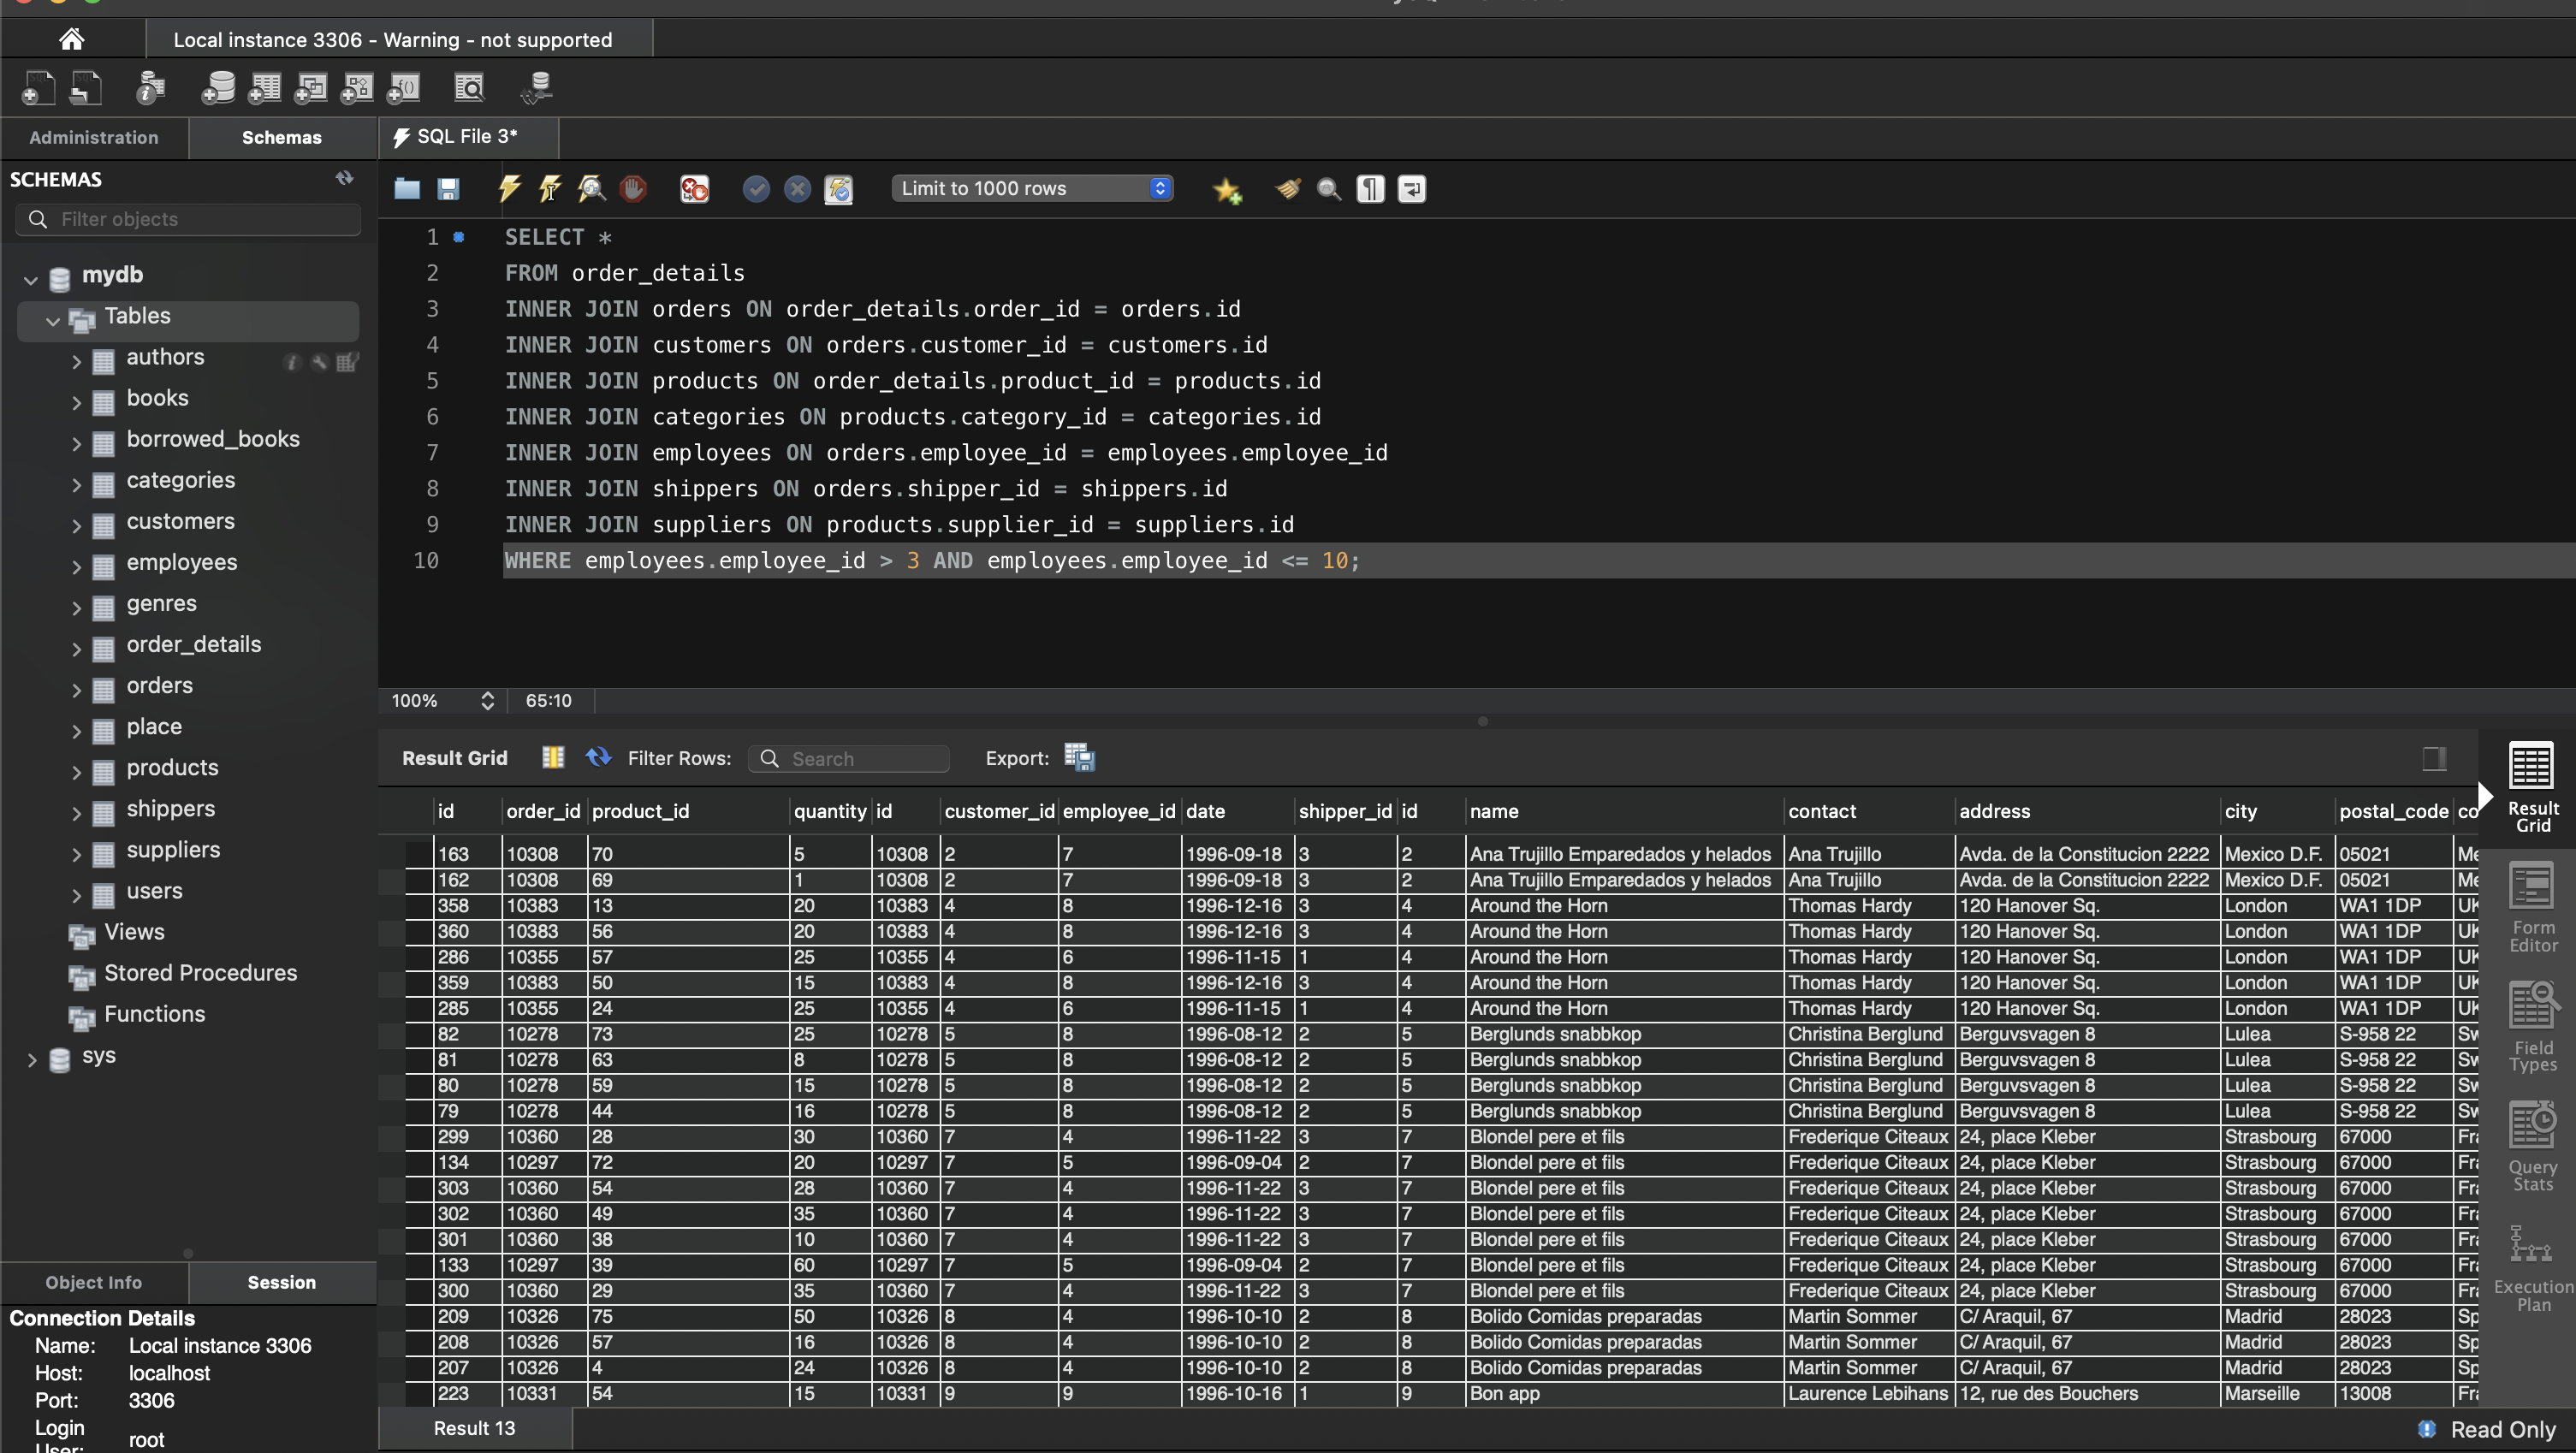 Local instance 3306 - Warning - not supported
Administration Schemas SQL File 3*
SCHEMAS
Filter objects
mydb
Tables
authors
books
borrowed_books
categories
customers
employees
genres
order_details
orders
place
products
shippers
suppliers
users
Views
Stored Procedures
Functions
sys
Object Info Session
Connection Details
Name: Local instance 3306
Host: localhost
Port: 3306
Login
User: root
Limit to 1000 rows
1 SELECT *
2 FROM order_details
3 INNER JOIN orders ON order_details.order_id = orders.id
4 INNER JOIN customers ON orders.customer_id = customers.id
5 INNER JOIN products ON order_details.product_id = products.id
6 INNER JOIN categories ON products.category_id = categories.id
7 INNER JOIN employees ON orders.employee_id = employees.employee_id
8 INNER JOIN shippers ON orders.shipper_id = shippers.id
9 INNER JOIN suppliers ON products.supplier_id = suppliers.id
10 WHERE employees.employee_id > 3 AND employees.employee_id <= 10;
100% 65:10
Result Grid Filter Rows: Search Export:
id order_id product_id quantity id customer_id employee_id date shipper_id id name contact address city postal_code co
163 10308 70 5 10308 2 7 1996-09-18 3 2 Ana Trujillo Emparedados y helados Ana Trujillo Avda. de la Constitucion 2222 Mexico D.F. 05021 Me
162 10308 69 1 10308 2 7 1996-09-18 3 2 Ana Trujillo Emparedados y helados Ana Trujillo Avda. de la Constitucion 2222 Mexico D.F. 05021 Me
358 10383 13 20 10383 4 8 1996-12-16 3 4 Around the Horn Thomas Hardy 120 Hanover Sq. London WA1 1DP UK
360 10383 56 20 10383 4 8 1996-12-16 3 4 Around the Horn Thomas Hardy 120 Hanover Sq. London WA1 1DP UK
286 10355 57 25 10355 4 6 1996-11-15 1 4 Around the Horn Thomas Hardy 120 Hanover Sq. London WA1 1DP UK
359 10383 50 15 10383 4 8 1996-12-16 3 4 Around the Horn Thomas Hardy 120 Hanover Sq. London WA1 1DP UK
285 10355 24 25 10355 4 6 1996-11-15 1 4 Around the Horn Thomas Hardy 120 Hanover Sq. London WA1 1DP UK
82 10278 73 25 10278 5 8 1996-08-12 2 5 Berglunds snabbkop Christina Berglund Berguvsvagen 8 Lulea S-958 22 Sw
81 10278 63 8 10278 5 8 1996-08-12 2 5 Berglunds snabbkop Christina Berglund Berguvsvagen 8 Lulea S-958 22 Sw
80 10278 59 15 10278 5 8 1996-08-12 2 5 Berglunds snabbkop Christina Berglund Berguvsvagen 8 Lulea S-958 22 Sw
79 10278 44 16 10278 5 8 1996-08-12 2 5 Berglunds snabbkop Christina Berglund Berguvsvagen 8 Lulea S-958 22 Sw
299 10360 28 30 10360 7 4 1996-11-22 3 7 Blondel pere et fils Frederique Citeaux 24, place Kleber Strasbourg 67000 Fra
134 10297 72 20 10297 7 5 1996-09-04 2 7 Blondel pere et fils Frederique Citeaux 24, place Kleber Strasbourg 67000 Fra
303 10360 54 28 10360 7 4 1996-11-22 3 7 Blondel pere et fils Frederique Citeaux 24, place Kleber Strasbourg 67000 Fra
302 10360 49 35 10360 7 4 1996-11-22 3 7 Blondel pere et fils Frederique Citeaux 24, place Kleber Strasbourg 67000 Fra
301 10360 38 10 10360 7 4 1996-11-22 3 7 Blondel pere et fils Frederique Citeaux 24, place Kleber Strasbourg 67000 Fra
133 10297 39 60 10297 7 5 1996-09-04 2 7 Blondel pere et fils Frederique Citeaux 24, place Kleber Strasbourg 67000 Fra
300 10360 29 35 10360 7 4 1996-11-22 3 7 Blondel pere et fils Frederique Citeaux 24, place Kleber Strasbourg 67000 Fra
209 10326 75 50 10326 8 4 1996-10-10 2 8 Bolido Comidas preparadas Martin Sommer C/ Araquil, 67 Madrid 28023 Sp
208 10326 57 16 10326 8 4 1996-10-10 2 8 Bolido Comidas preparadas Martin Sommer C/ Araquil, 67 Madrid 28023 Sp
207 10326 4 24 10326 8 4 1996-10-10 2 8 Bolido Comidas preparadas Martin Sommer C/ Araquil, 67 Madrid 28023 Sp
223 10331 54 15 10331 9 9 1996-10-16 1 9 Bon app Laurence Lebihans 12, rue des Bouchers Marseille 13008 Fra
Result
Grid
Form
Editor
Field
Types
Query
Stats
Execution
Plan
Result 13 Read Only